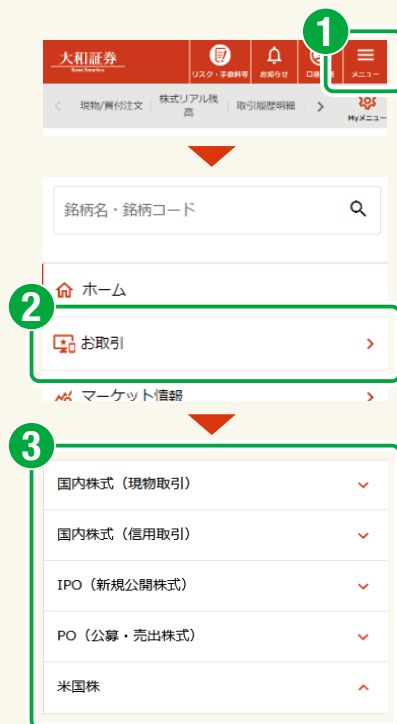 1
大和証券
Daiwa Securities
リスク・手数料等
お知らせ
メニュー
現物/買付注文
株式リアル残
高
取引履歴明細
Myメニュー
銘柄名・銘柄コード
ホーム
2
お取引
マーケット情報
3
国内株式（現物取引）
国内株式（信用取引）
IPO（新規公開株式）
PO（公募・売出株式）
米国株